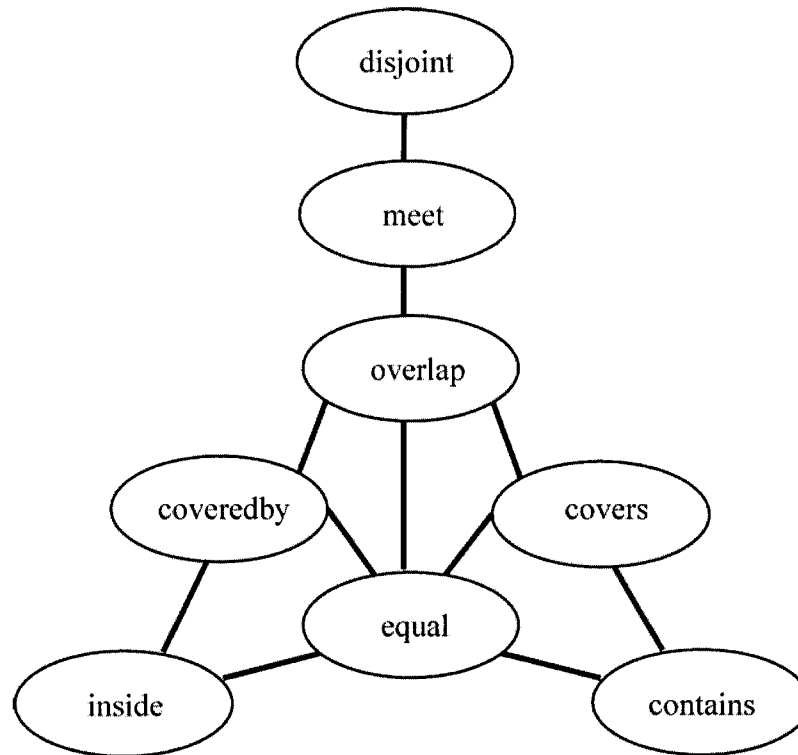 disjoint
meet
overlap
coveredby
covers
equal
inside
contains